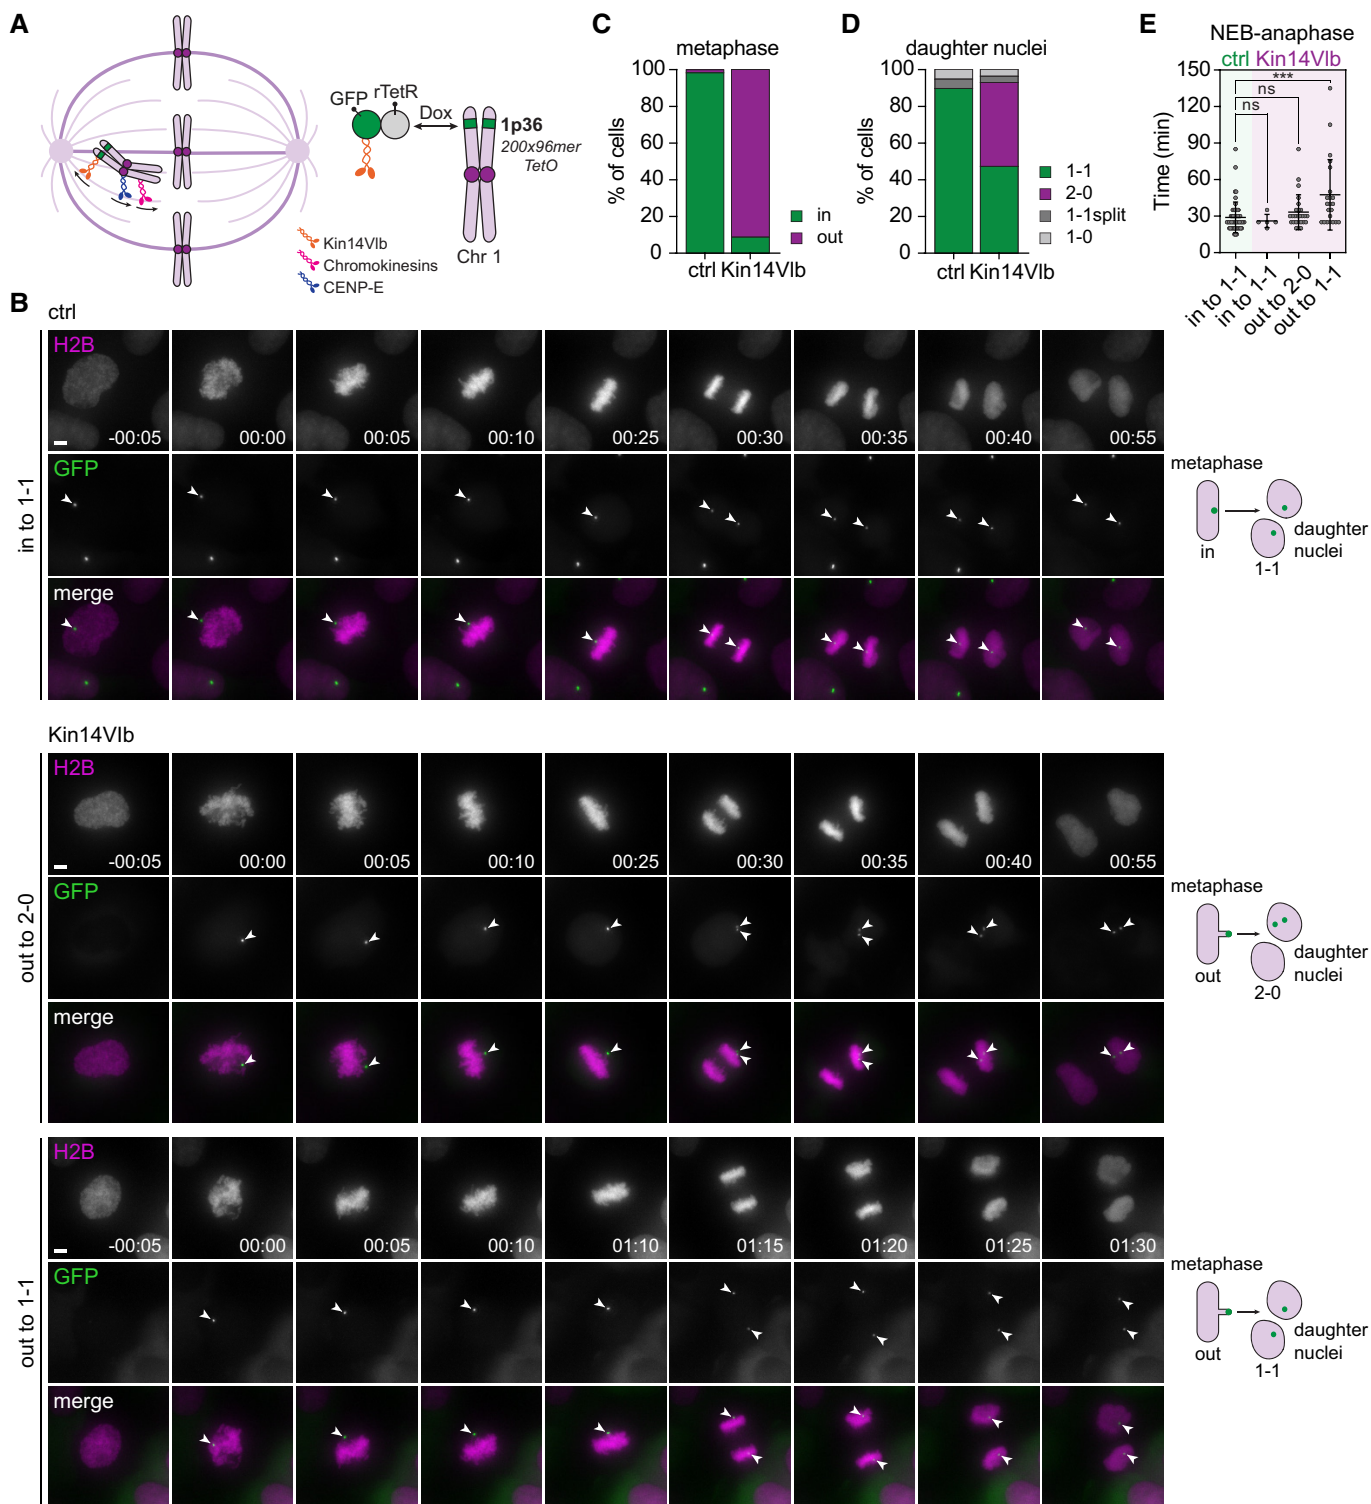 A
GFP
rTetR
Dox
1p36
200x96mer
TetO
Chr 1
Kin14VIb
Chromokinesins
CENP-E
C
metaphase
% of cells
100
80
60
40
20
0
ctrl Kin14VIb
in
out
D
daughter nuclei
% of cells
100
80
60
40
20
0
ctrl Kin14VIb
1-1
2-0
1-1split
1-0
E
NEB-anaphase
ctrl Kin14VIb
Time (min)
150
120
90
60
30
0
***
ns
ns
in to 1-1
in to 1-1
out to 2-0
out to 1-1
B
ctrl
in to 1-1
H2B
-00:05
00:00
00:05
00:10
00:25
00:30
00:35
00:40
00:55
GFP
merge
metaphase
in
daughter
nuclei
1-1
Kin14VIb
out to 2-0
H2B
-00:05
00:00
00:05
00:10
00:25
00:30
00:35
00:40
00:55
GFP
merge
metaphase
out
daughter
nuclei
2-0
out to 1-1
H2B
-00:05
00:00
00:05
00:10
01:10
01:15
01:20
01:25
01:30
GFP
merge
metaphase
out
daughter
nuclei
1-1